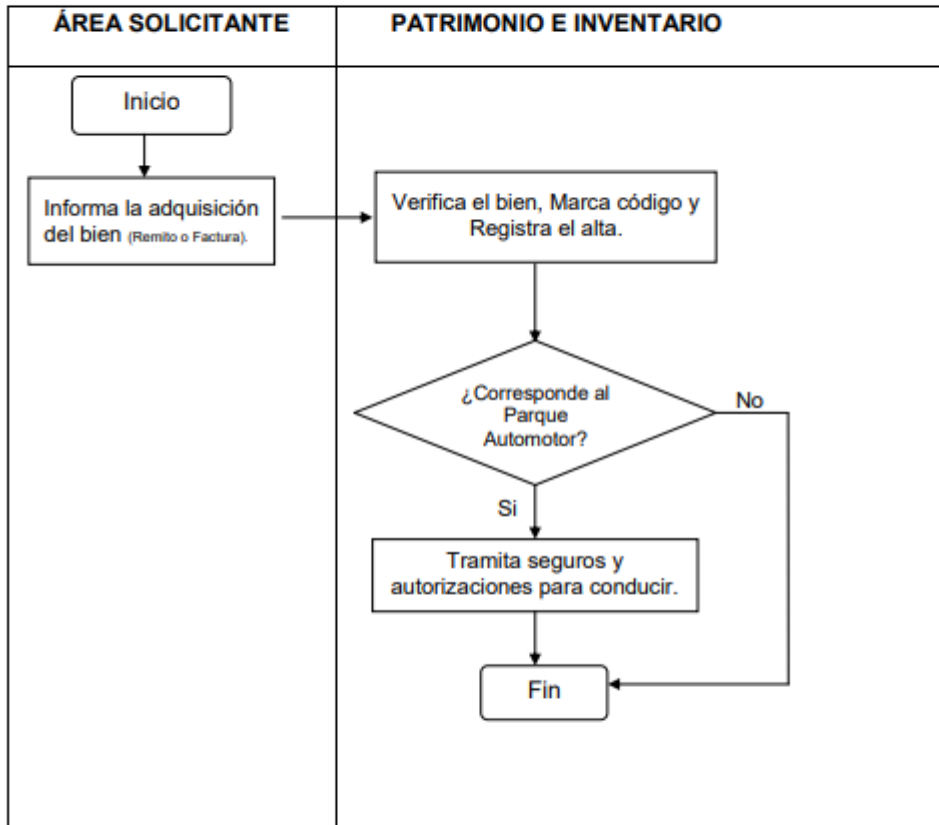 ÁREA SOLICITANTE
PATRIMONIO E INVENTARIO
Inicio
Informa la adquisición
del bien (Remito o Factura).
Verifica el bien, Marca código y
Registra el alta.
¿Corresponde al
Parque
Automotor?
No
Si
Tramita seguros y
autorizaciones para conducir.
Fin